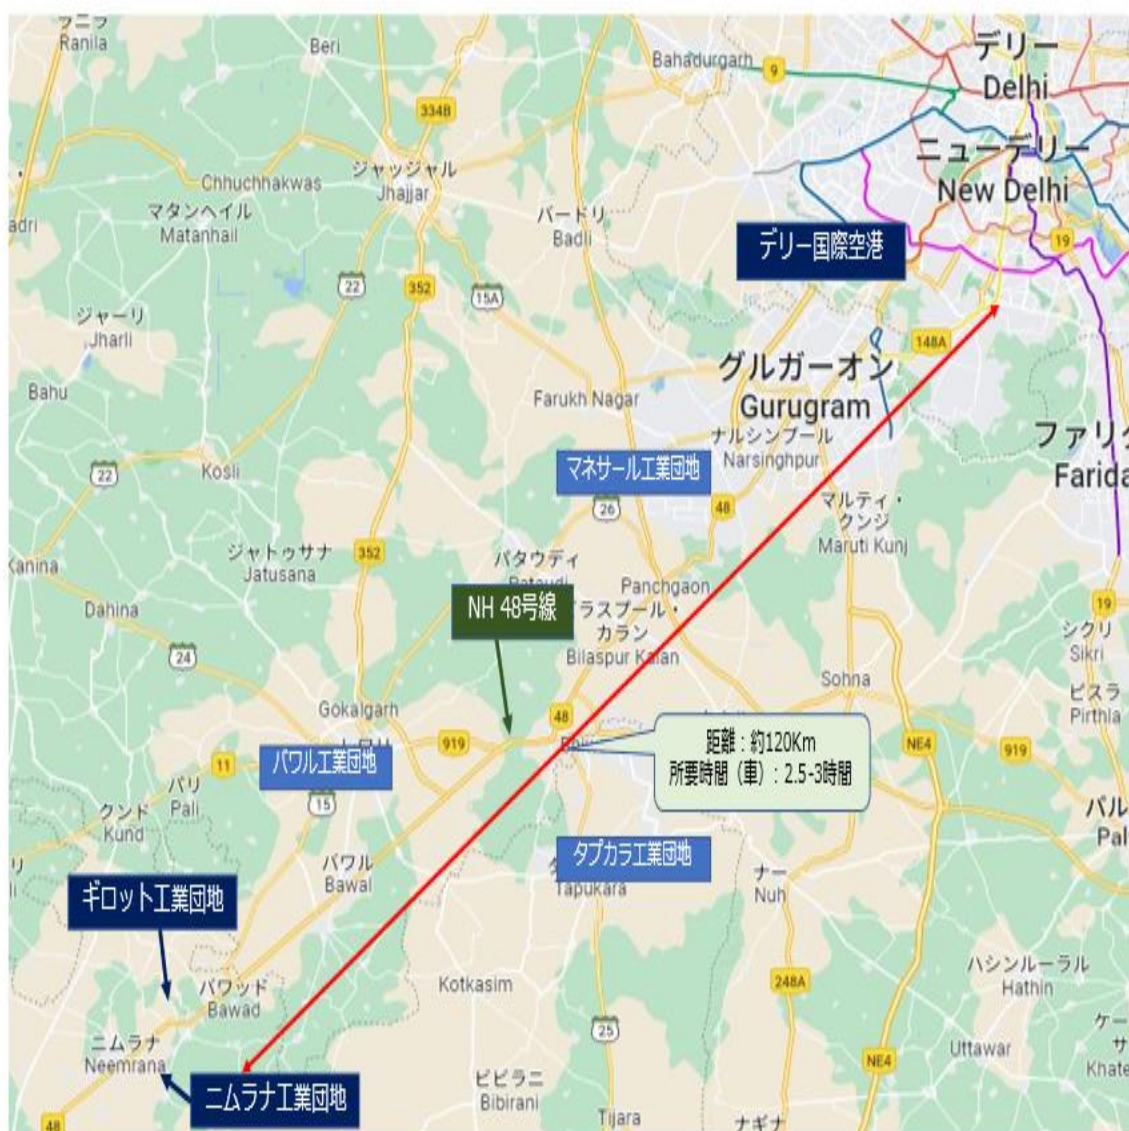 ラニラ
Ranila
Beri
Bahadurgarh
9
デリー
Delhi
334B
ニューデリー
New Delhi
Chhuchhakwas
ジャッジャル
Jhajjar
マタンヘイル
Matanhail
バードリ
Badli
adri
デリー国際空港
19
22
352
15A
ジャーリ
Jharli
148A
グルガーオン
Gurugram
Bahu
Farukh Nagar
ナルシンプール
Narsinghpur
Farida
マネサール工業団地
22
Kosli
26
48
マルティ・
クンジ
Maruti Kunj
ジャトゥサナ
Jatusana
352
パタウディ
Kanina
Panchgaon
Dahina
NH 48号線
ラスプール・
カラン
Bilaspur Kalan
19
シクリ
Sikri
24
Sohna
ピスラ
Pirthla
Gokalgarh
48
919
距離:約120Km
所要時間(車):2.5-3時間
NE4
919
バワル工業団地
11
パリ
Pali
15
クンド
Kund
バワル
Bawal
タプカラ工業団地
Tapukara
ナー
Nuh
パル
Pal
ギロット工業団地
Kotkasim
248A
ハシンルーラル
Hathin
バワッド
Bawad
ニムラナ
Neemrana
25
ケー
サ
Khate
Uttawar
NE4
ニムラナ工業団地
ビビラニ
Bibirani
48
Tijara
ナギナ